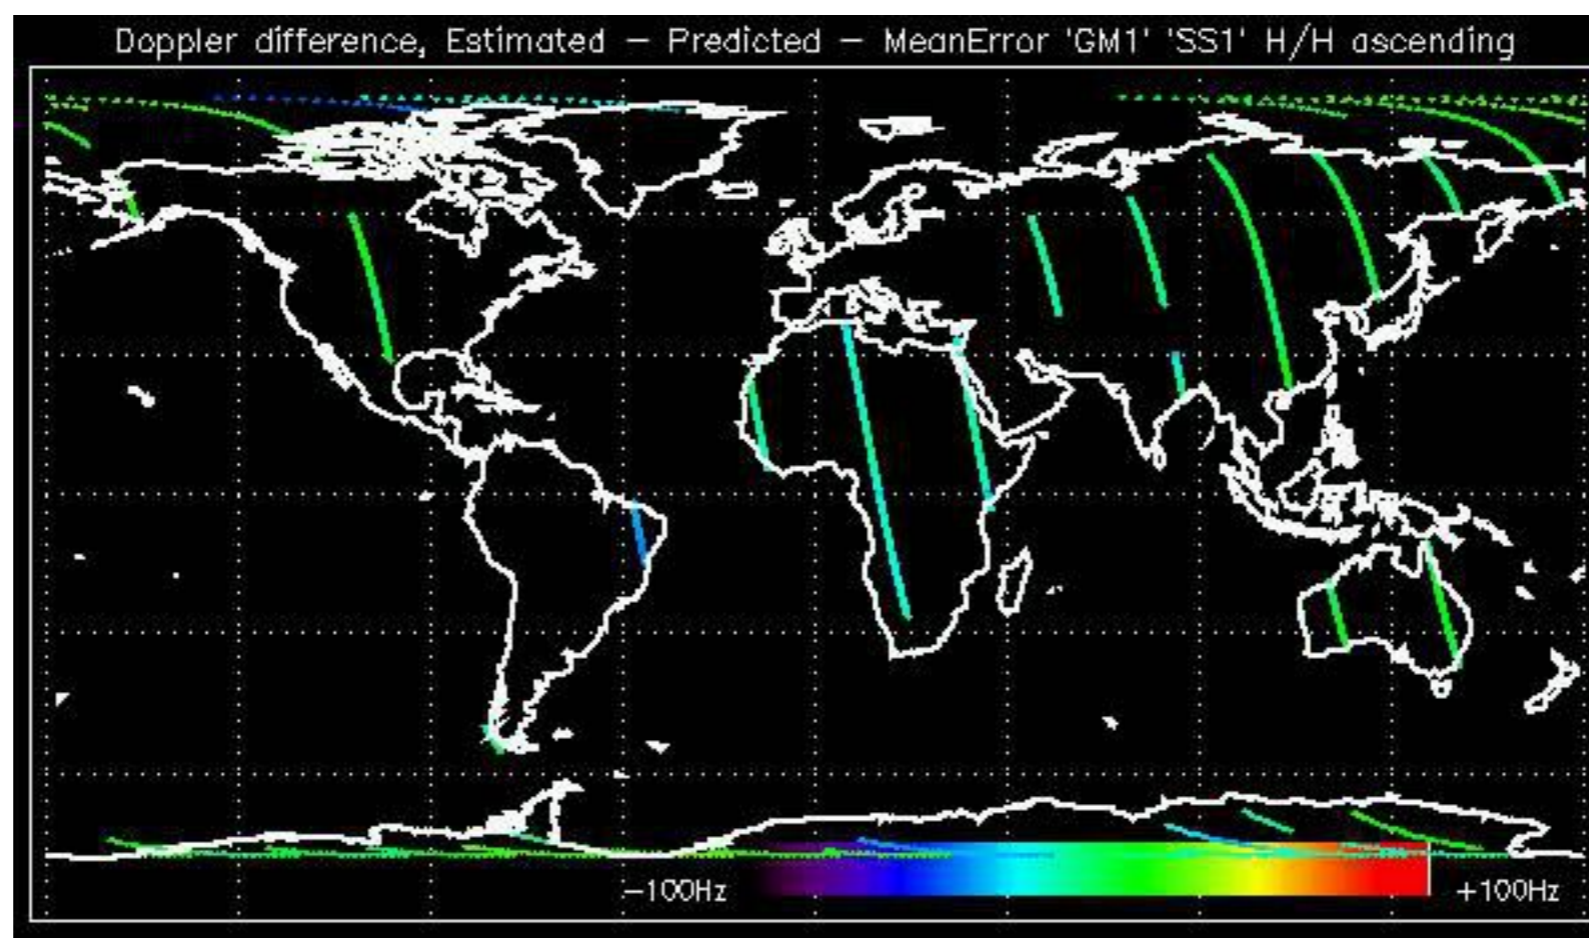 Doppler difference, Estimated – Predicted – MeanError 'GM1' 'SS1' H/H ascending
-100Hz
+100Hz